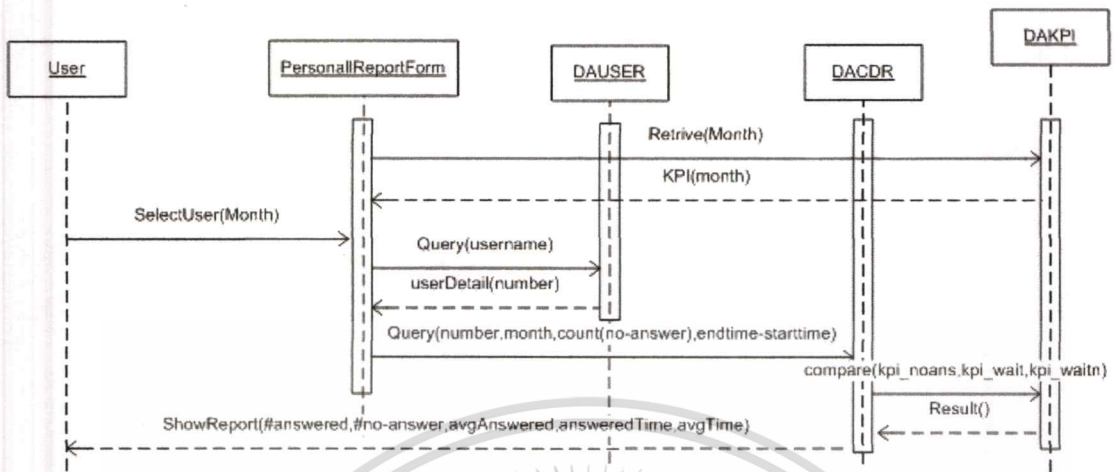 User
PersonallReportForm
DAUSER
DACDR
DAKPI
Retrive(Month)
KPI(month)
SelectUser(Month)
Query(username)
userDetail(number)
Query(number,month,count(no-answer),endtime-starttime)
compare(kpi_noans,kpi_wait,kpi_waitn)
Result()
ShowReport(#answered,#no-answer,avgAnswered,answeredTime,avgTime)